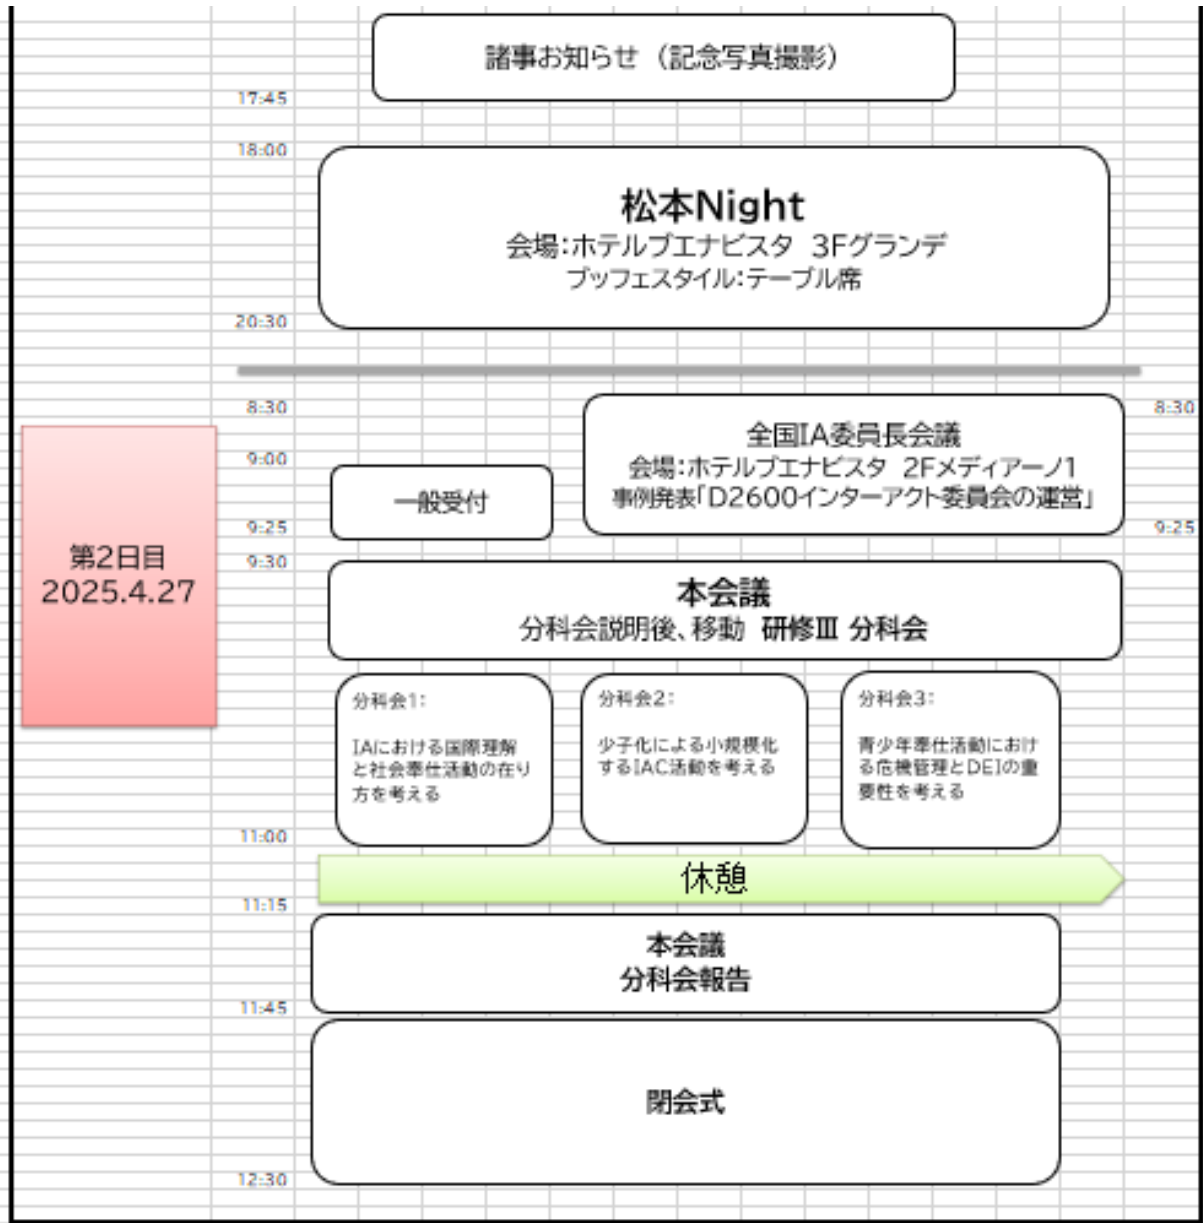 諸事お知らせ（記念写真撮影）
17:45
18:00
松本Night
会場：ホテルブエナビスタ 3Fグランデ
ブッフェスタイル：テーブル席
20:30
8:30
8:30
全国IA委員長会議
会場：ホテルブエナビスタ 2Fメディアーノ1
事例発表「D2600インターアクト委員会の運営」
9:00
一般受付
9:25
9:25
第2日目
2025.4.27
9:30
本会議
分科会説明後、移動 研修Ⅲ 分科会
分科会1：
IAにおける国際理解
と社会奉仕活動の在り
方を考える
分科会2：
少子化による小規模化
するIAC活動を考える
分科会3：
青少年奉仕活動におけ
る危機管理とDEIの重
要性を考える
11:00
休憩
11:15
本会議
分科会報告
11:45
閉会式
12:30